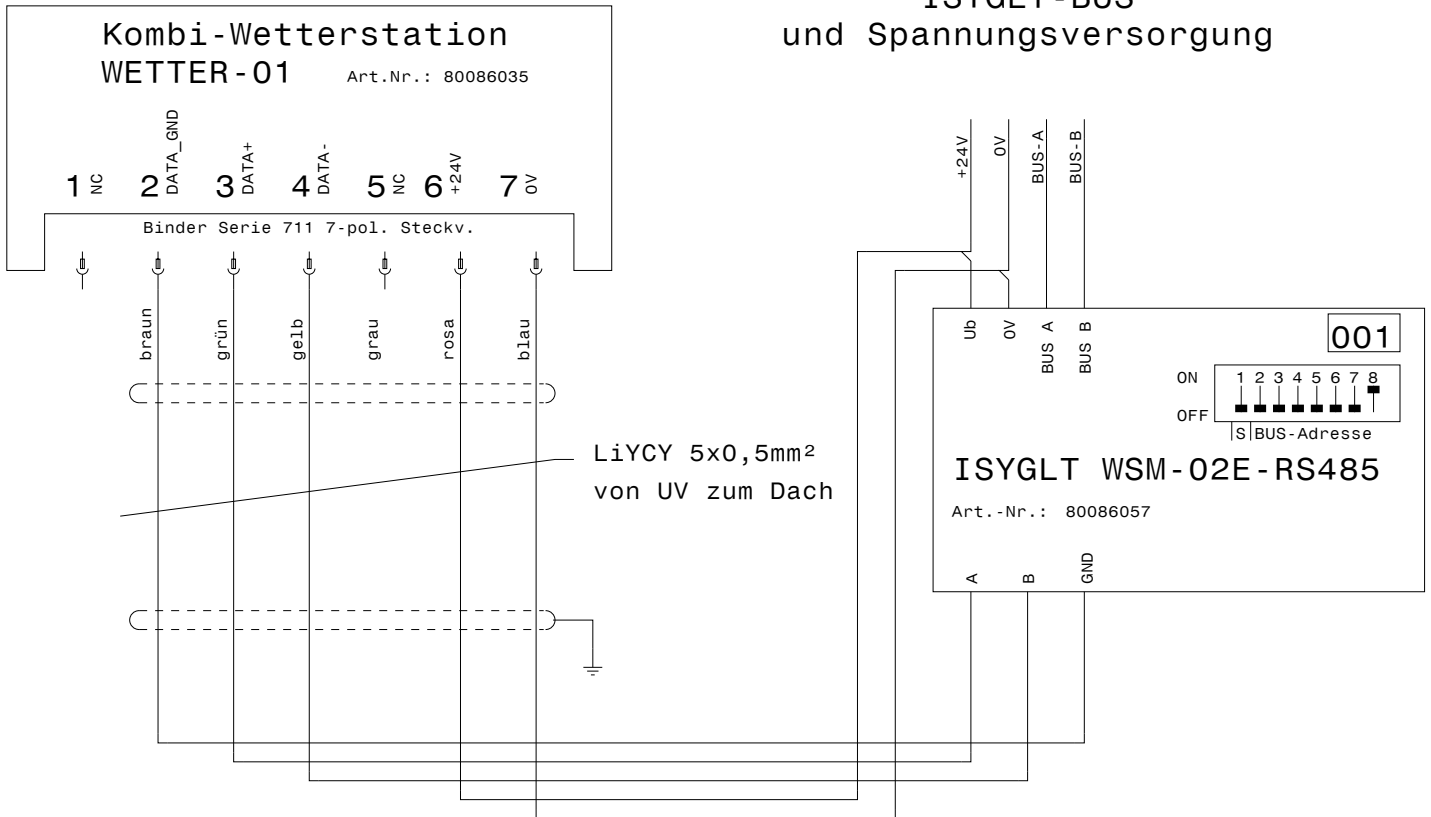 Kombi-Wetterstation
WETTER-01 Art.Nr.: 80086035
1 NC 2 DATA_GND 3 DATA+ 4 DATA- 5 NC 6 +24V 7 0V
Binder Serie 711 7-pol. Steckv.
braun grün gelb grau rosa blau
LiYCY 5x0,5mm²
von UV zum Dach
ISYGLT-BUS
und Spannungsversorgung
+24V 0V BUS-A BUS-B
Ub 0V BUS A BUS B
001
ON 1 2 3 4 5 6 7 8
OFF
S BUS-Adresse
ISYGLT WSM-02E-RS485
Art.-Nr.: 80086057
A B GND